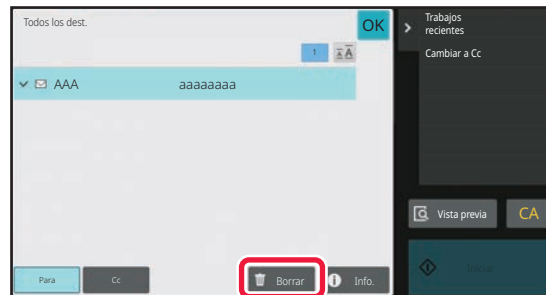 Todos los dest.
OK
1
AAA aaaaaaaa
Para
Cc
Borrar
Info.
Trabajos
recientes
Cambiar a Cc
Vista previa
CA
Iniciar